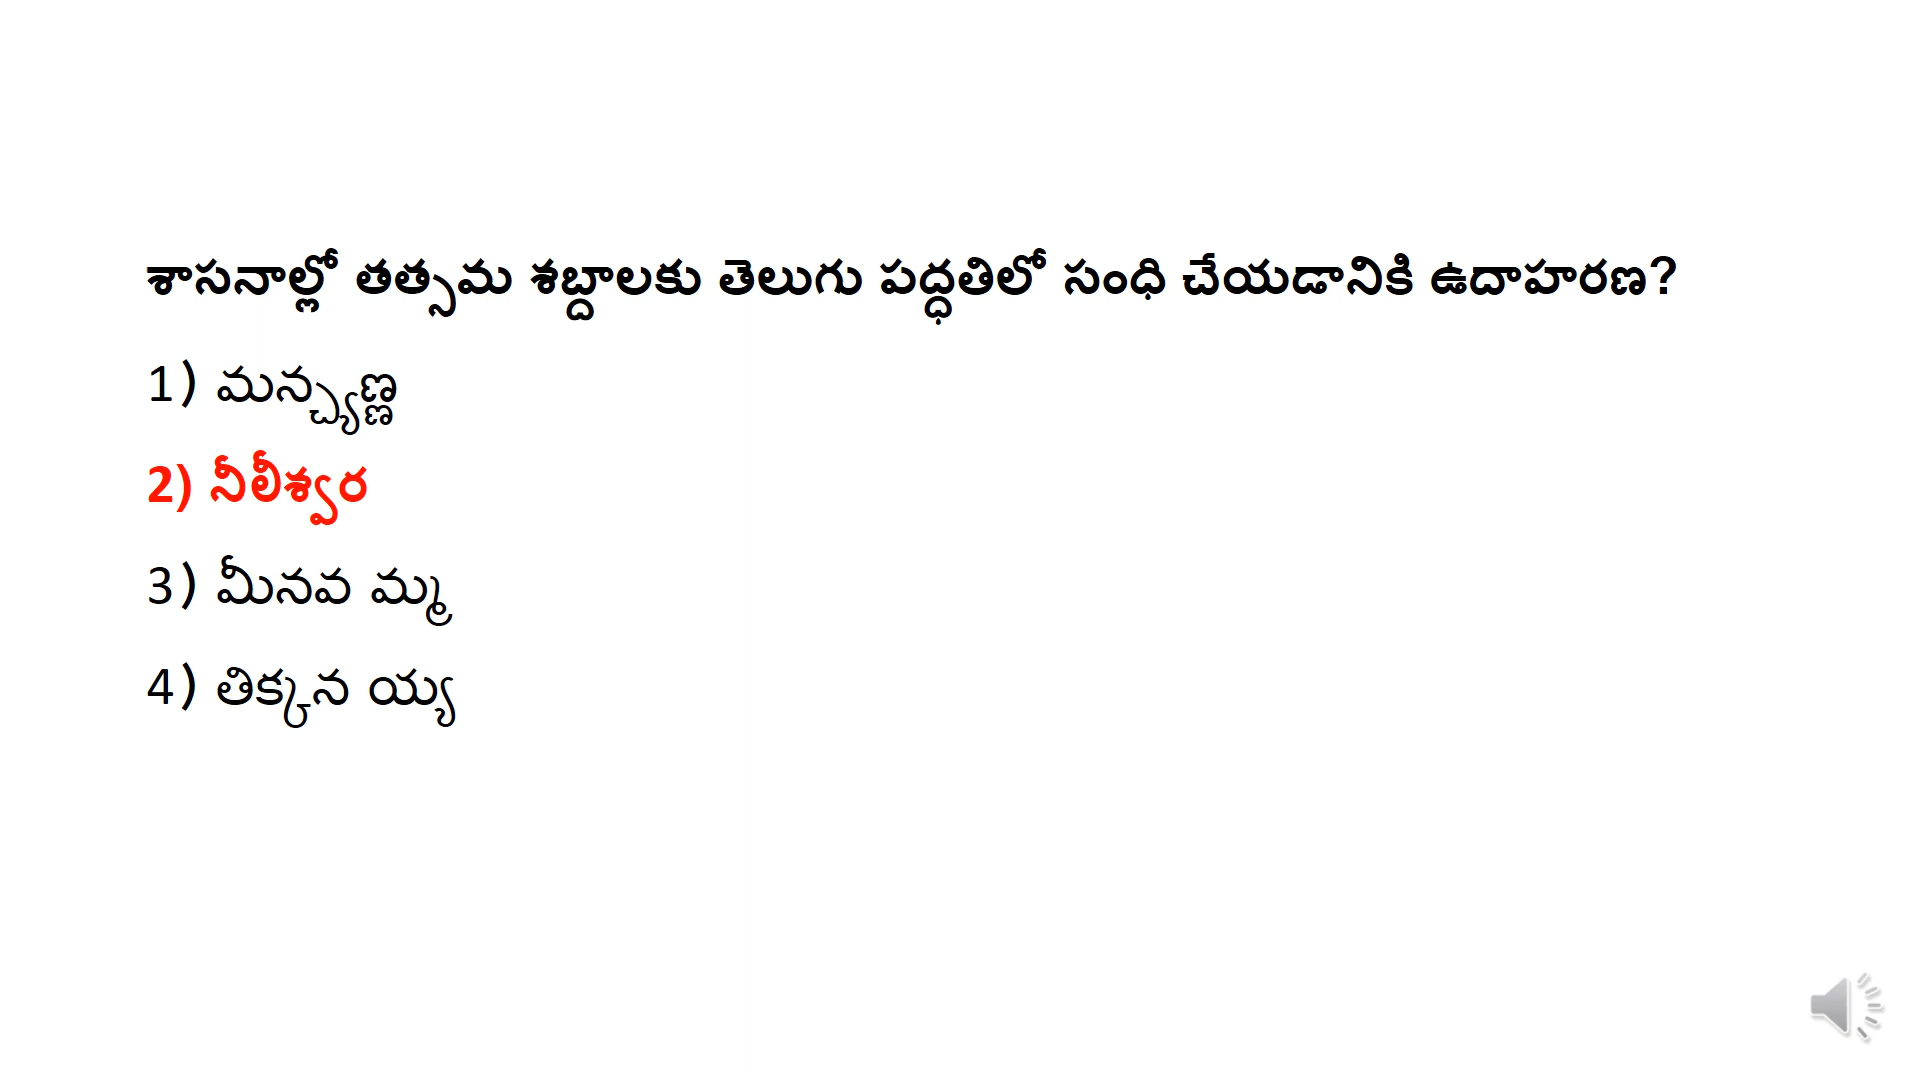 శాసనాల్లో తత్సమ శబ్దాలకు తెలుగు పద్ధతిలో సంధి చేయడానికి ఉదాహరణ?
1) మన్చ్యణ్ణ
2) నీలీశ్వర
3) మీనవ మ్మ
4) తిక్కన య్య